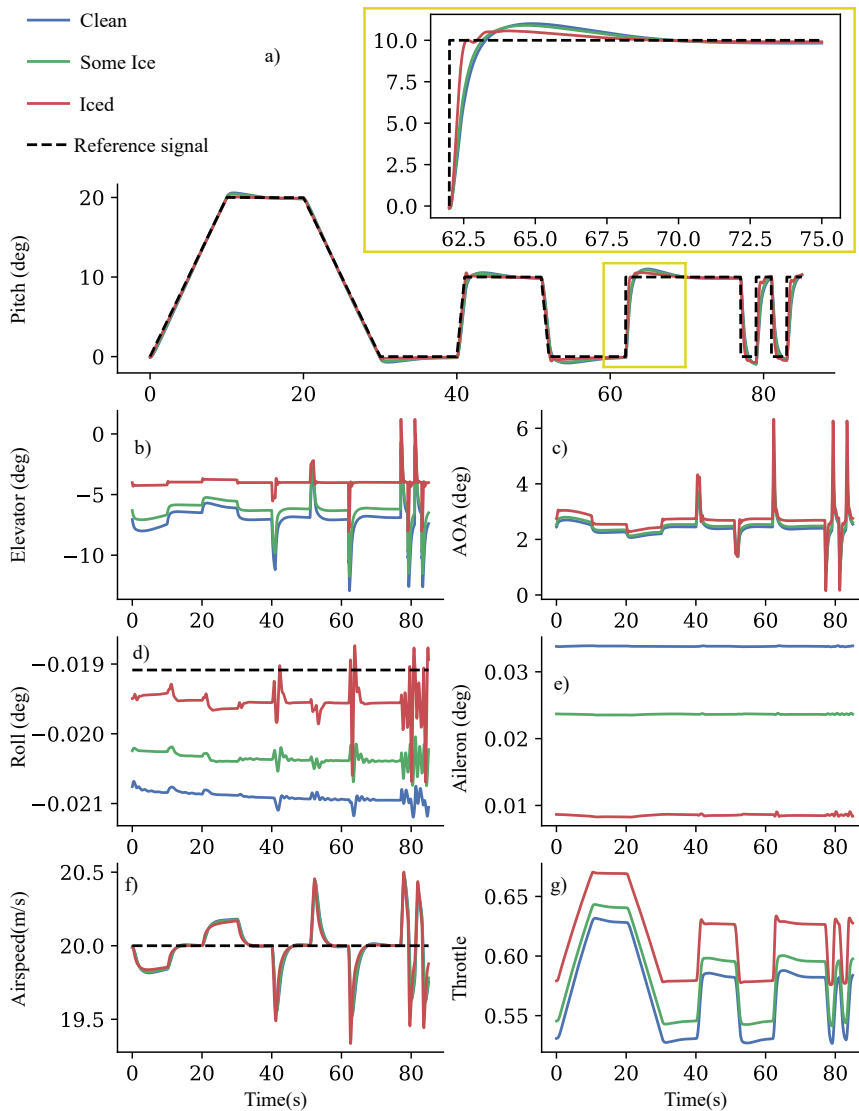 Clean
Some Ice
Iced
Reference signal
a)
10.0
7.5
5.0
2.5
0.0
62.5 65.0 67.5 70.0 72.5 75.0
Pitch (deg)
20
10
0
0 20 40 60 80
Elevator (deg)
b)
0
−5
−10
0 20 40 60 80
AOA (deg)
c)
6
4
2
0
0 20 40 60 80
Roll (deg)
d)
−0.019
−0.020
−0.021
0 20 40 60 80
Aileron (deg)
e)
0.03
0.02
0.01
0 20 40 60 80
Airspeed(m/s)
f)
20.5
20.0
19.5
0 20 40 60 80
Time(s)
Throttle
g)
0.65
0.60
0.55
0 20 40 60 80
Time(s)